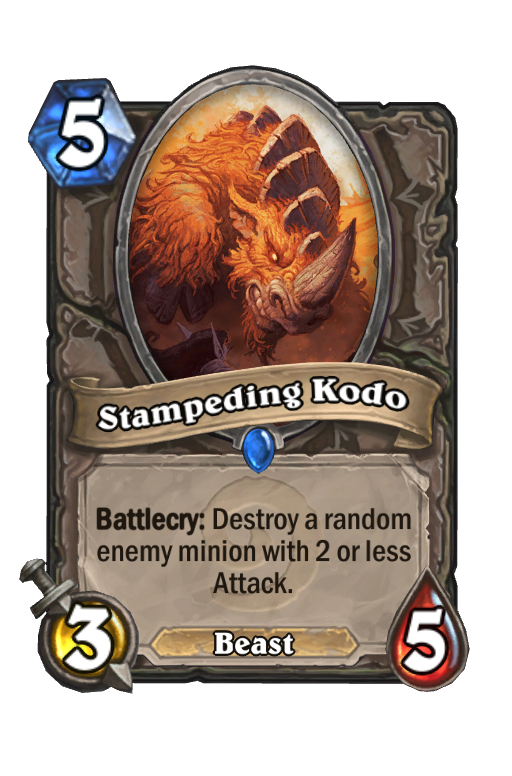 5
Stampeding Kodo
Battlecry: Destroy a random
enemy minion with 2 or less
Attack.
3
Beast
5